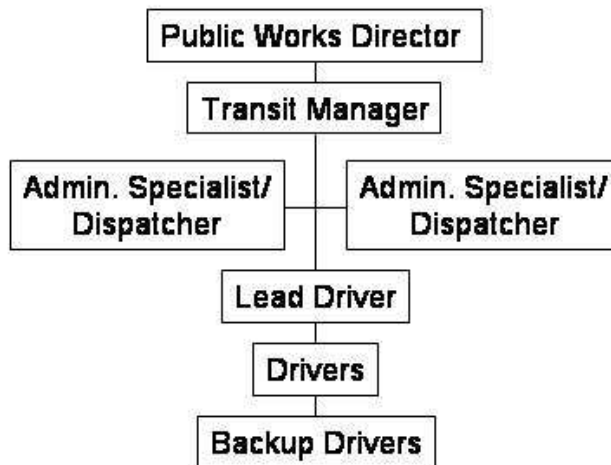 Public Works Director
Transit Manager
Admin. Specialist/
Dispatcher
Admin. Specialist/
Dispatcher
Lead Driver
Drivers
Backup Drivers